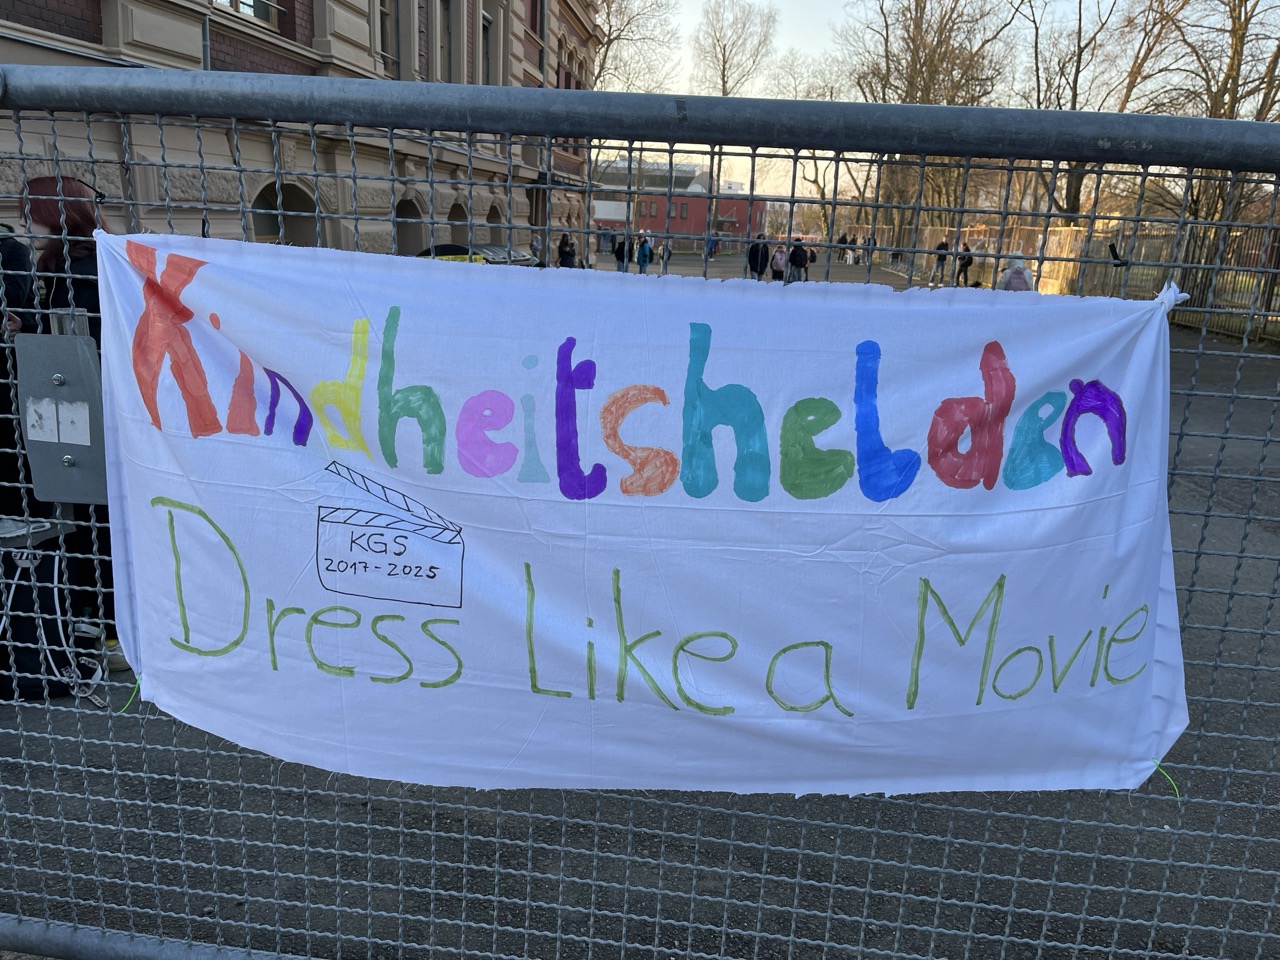 Kindheitshelden
KGS
2017-2025
Dress Like a Movie